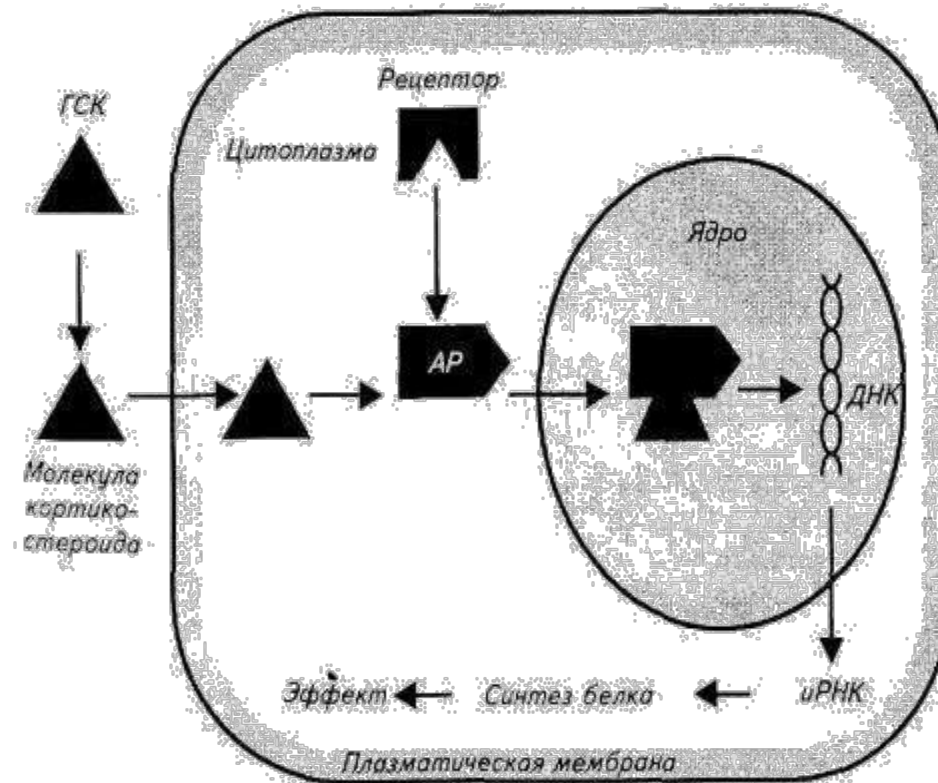 Рецептор
ГСК
Цитоплазма
Ядро
АР
ДНК
Молекула
кортико-
стероида
Эффект
Синтез белка
иРНК
Плазматическая мембрана